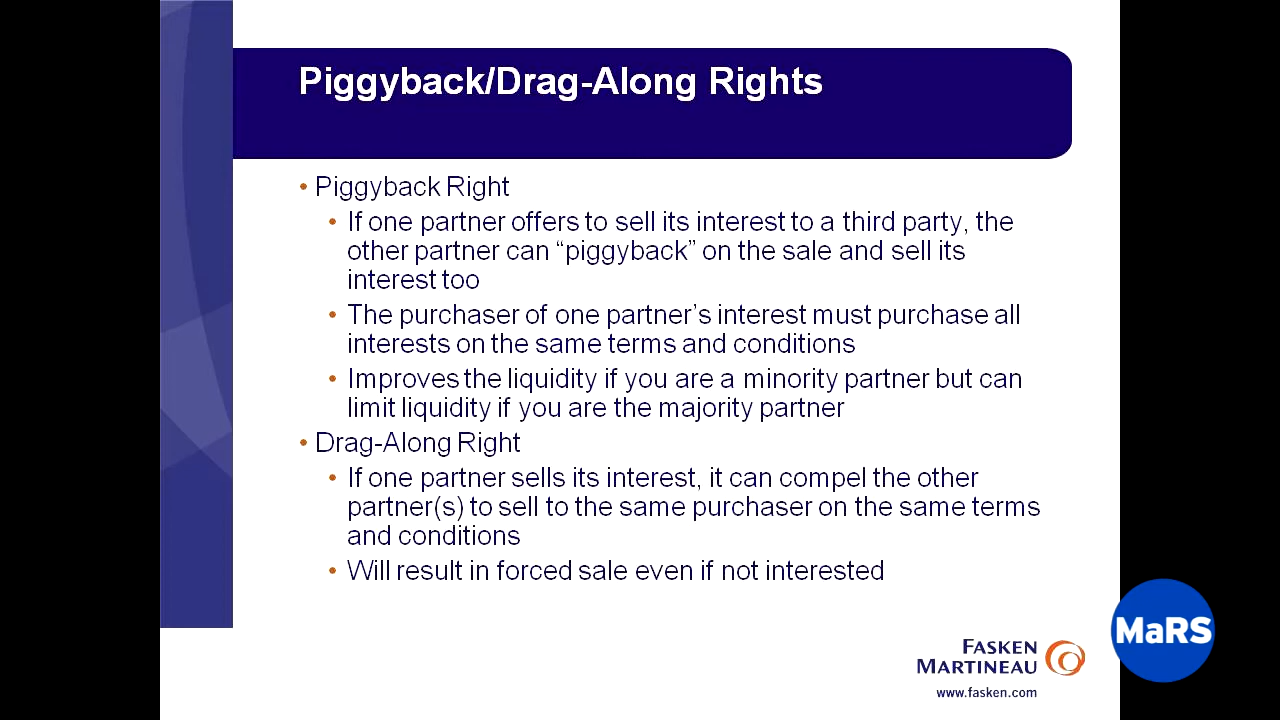 Piggyback/Drag-Along Rights
• Piggyback Right
• If one partner offers to sell its interest to a third party, the
other partner can “piggyback” on the sale and sell its
interest too
• The purchaser of one partner’s interest must purchase all
interests on the same terms and conditions
• Improves the liquidity if you are a minority partner but can
limit liquidity if you are the majority partner
• Drag-Along Right
• If one partner sells its interest, it can compel the other
partner(s) to sell to the same purchaser on the same terms
and conditions
• Will result in forced sale even if not interested
FASKEN
MARTINEAU
www.fasken.com
MaRS